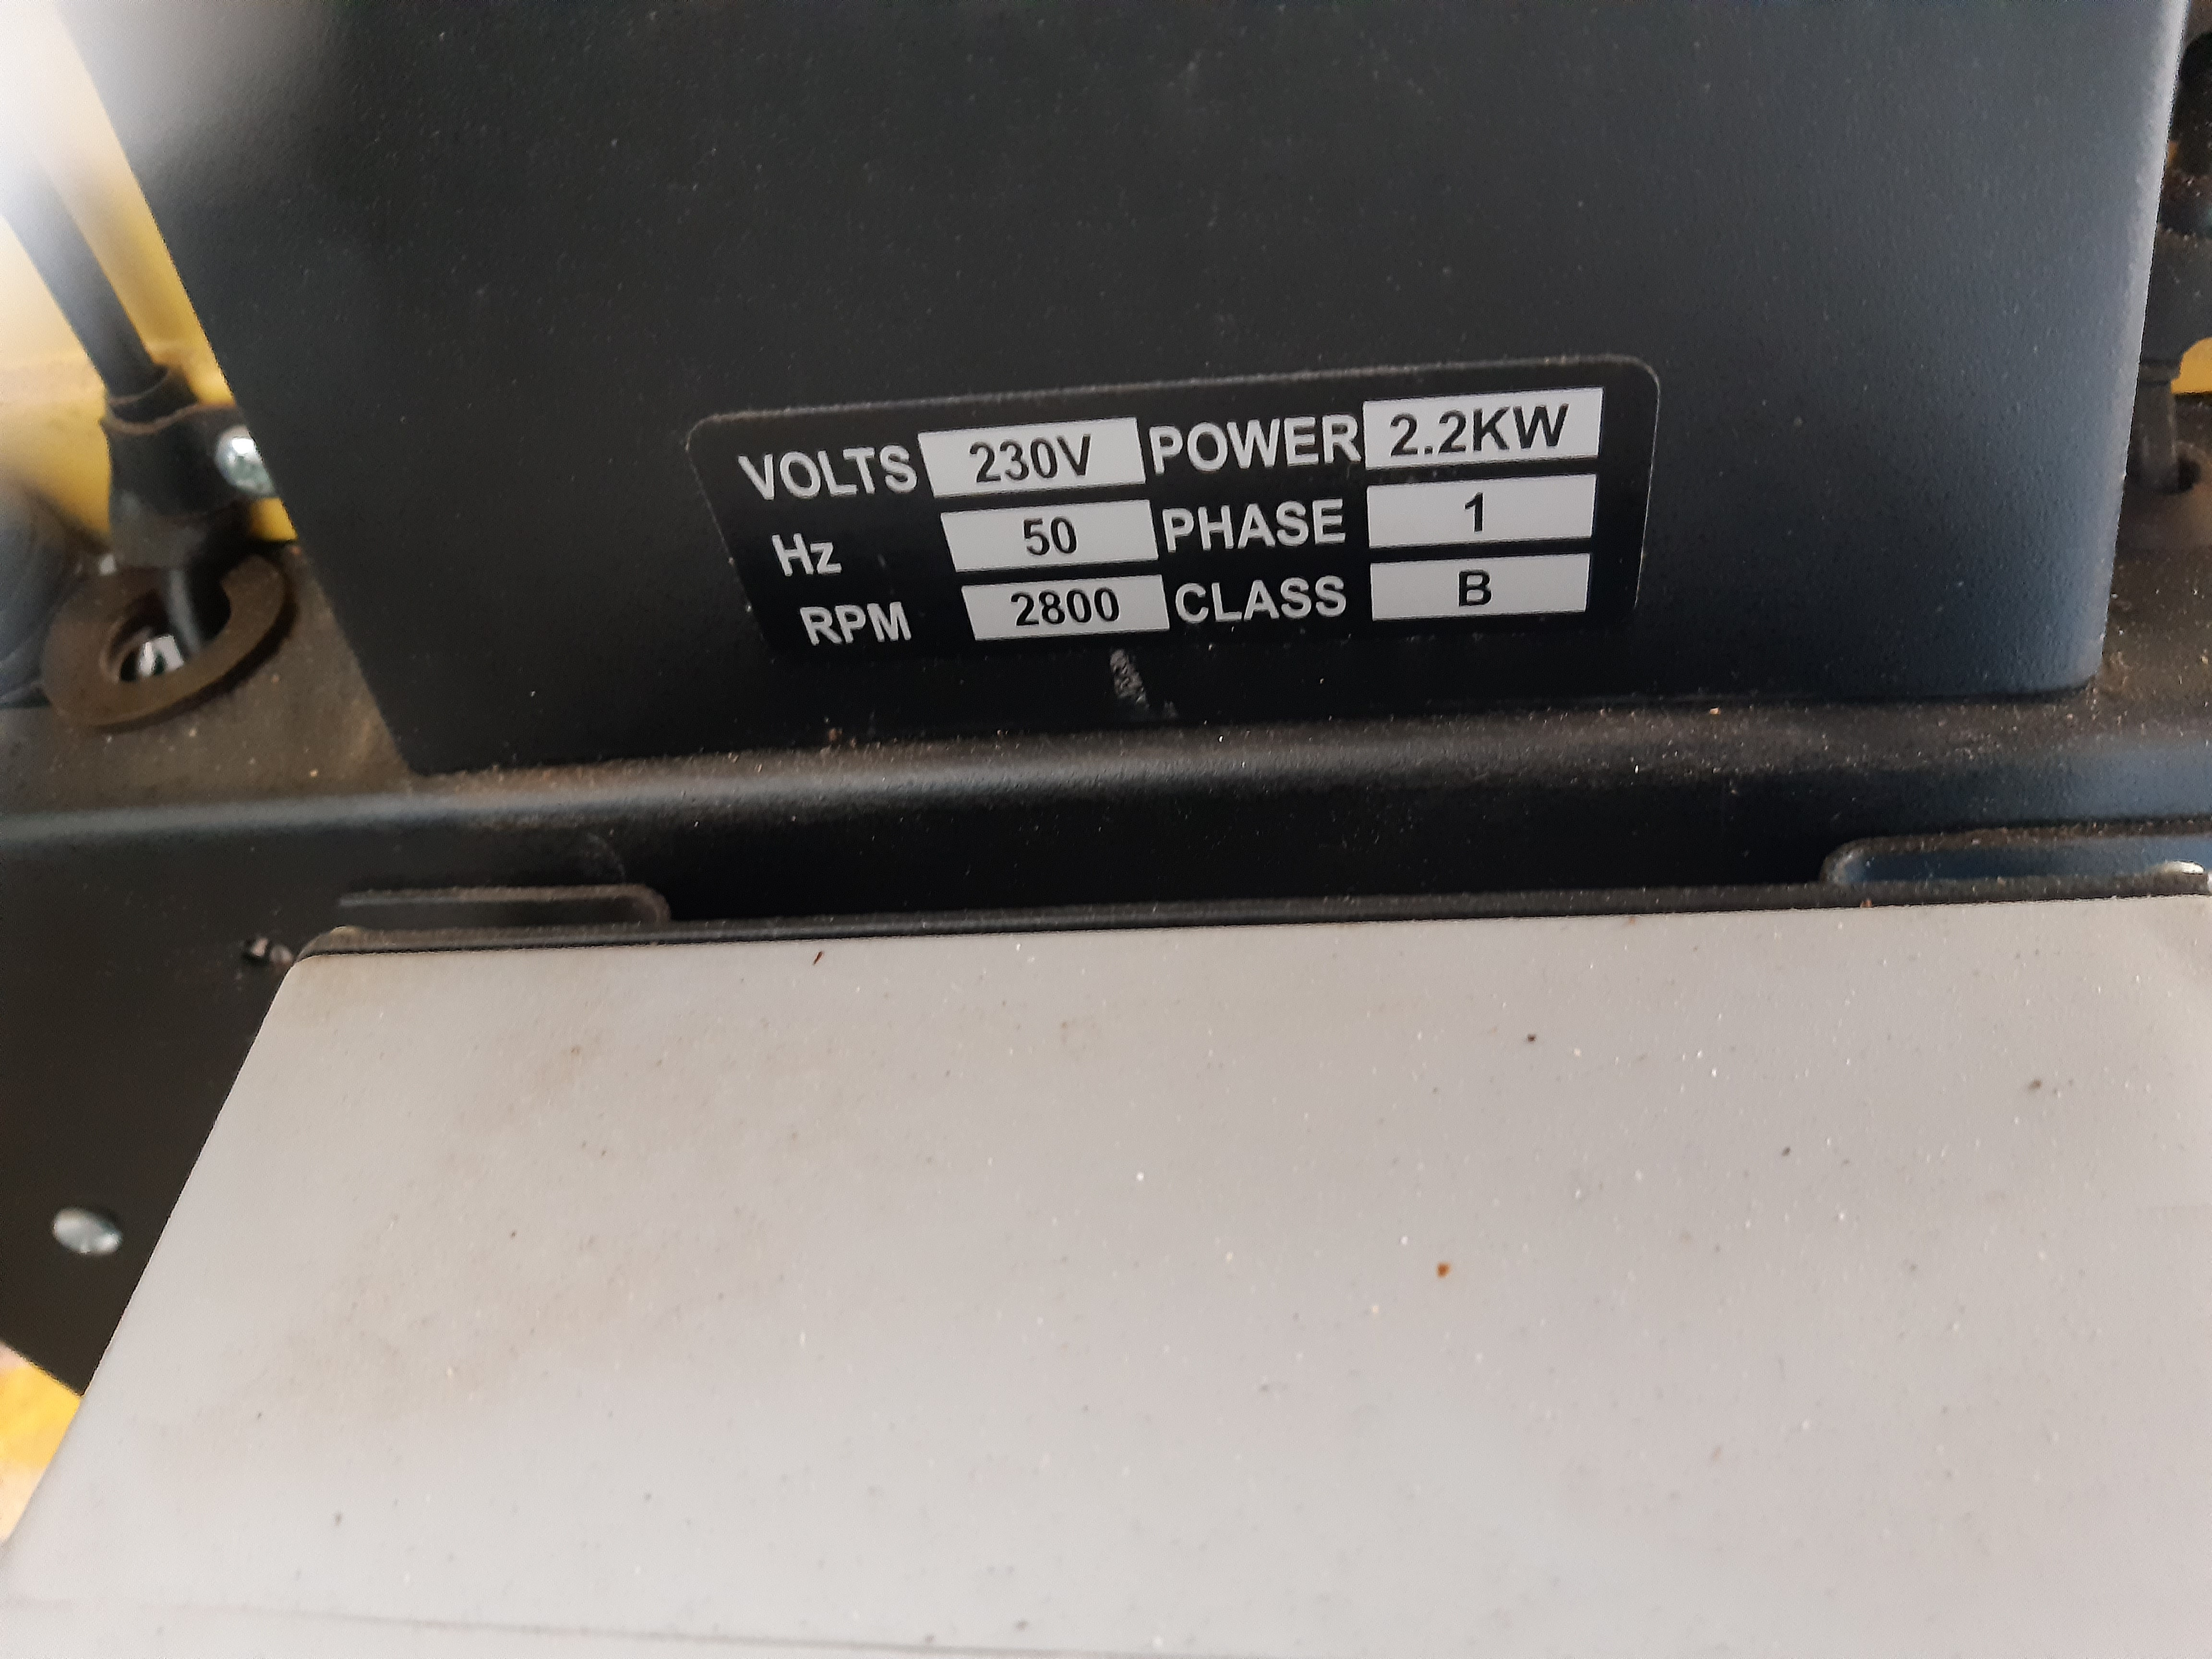 VOLTS 230V POWER 2.2KW
Hz 50 PHASE 1
RPM 2800 CLASS B